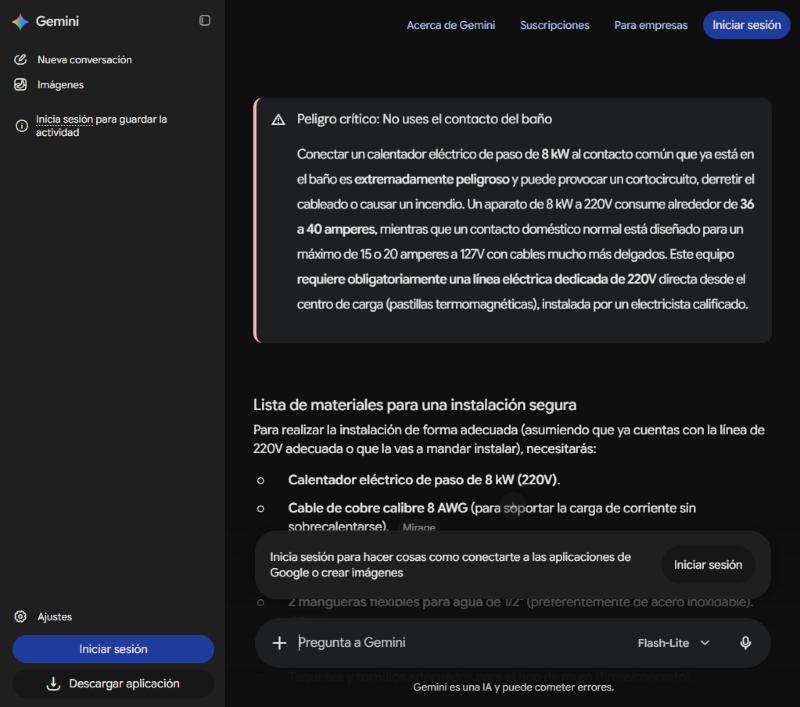 Gemini
Nueva conversación
Imágenes
Inicia sesión para guardar la
actividad
Ajustes
Iniciar sesión
Descargar aplicación
Acerca de Gemini
Suscripciones
Para empresas
Iniciar sesión
Peligro crítico: No uses el contacto del baño
Conectar un calentador eléctrico de paso de 8 kW al contacto común que ya está en
el baño es extremadamente peligroso y puede provocar un cortocircuito, derretir el
cableado o causar un incendio. Un aparato de 8 kW a 220V consume alrededor de 36
a 40 amperes, mientras que un contacto doméstico normal está diseñado para un
máximo de 15 o 20 amperes a 127V con cables mucho más delgados. Este equipo
requiere obligatoriamente una línea eléctrica dedicada de 220V directa desde el
centro de carga (pastillas termomagnéticas), instalada por un electricista calificado.
Lista de materiales para una instalación segura
Para realizar la instalación de forma adecuada (asumiendo que ya cuentas con la línea de
220V adecuada o que la vas a mandar instalar), necesitarás:
Calentador eléctrico de paso de 8 kW (220V).
Cable de cobre calibre 8 AWG (para soportar la carga de corriente sin
sobrecalentarse). Mirage
Inicia sesión para hacer cosas como conectarte a las aplicaciones de
Google o crear imágenes
Iniciar sesión
2 mangueras flexibles para agua de 1/2" (preferentemente de acero inoxidable).
Pregunta a Gemini
Flash-Lite
Gemini es una IA y puede cometer errores.